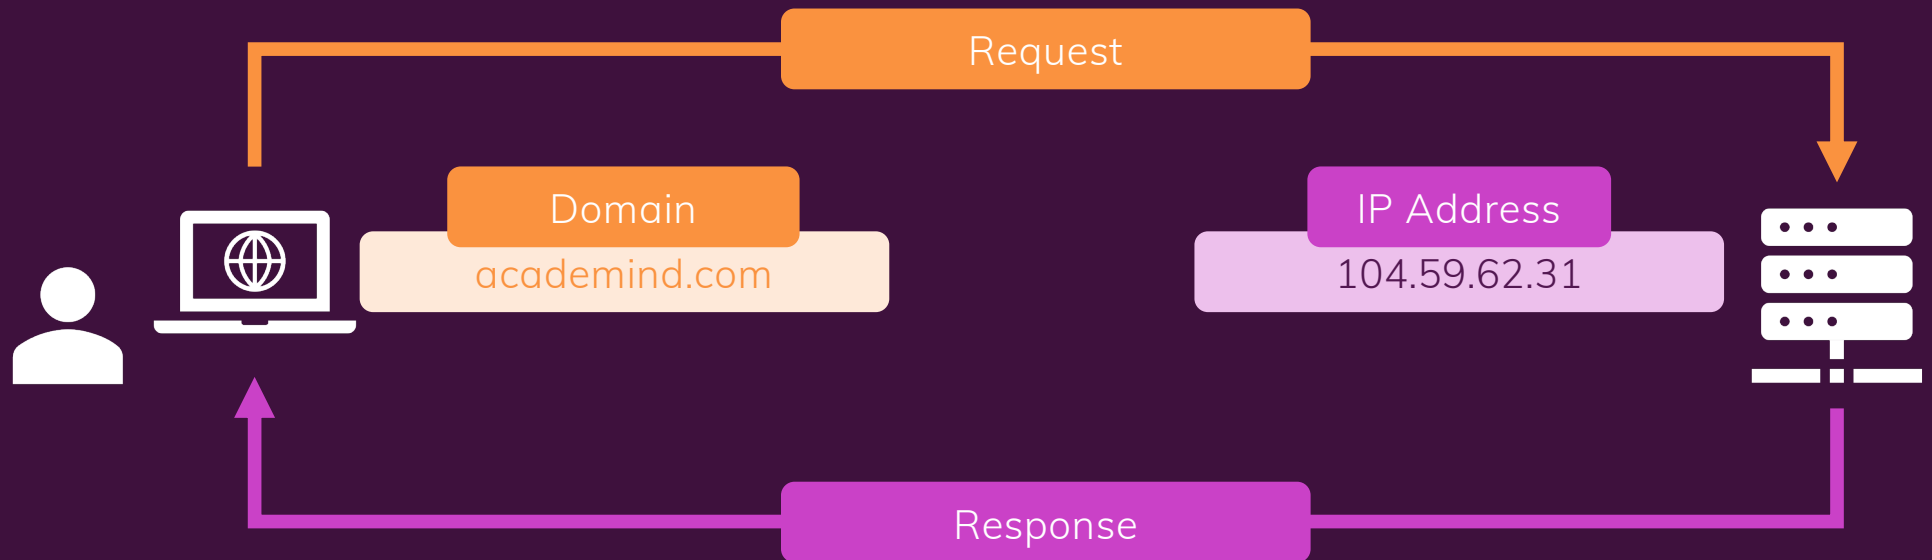 Request
Domain
academind.com
IP Address
104.59.62.31
Response